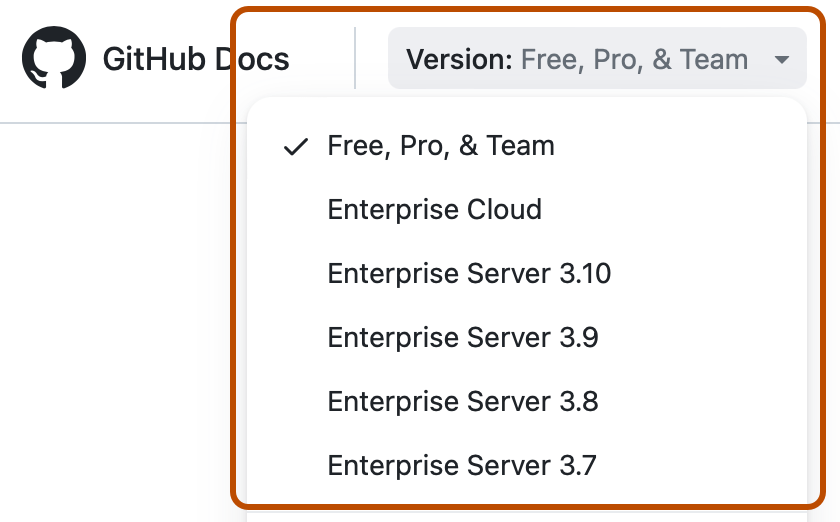 GitHub Docs
Version: Free, Pro, & Team
Free, Pro, & Team
Enterprise Cloud
Enterprise Server 3.10
Enterprise Server 3.9
Enterprise Server 3.8
Enterprise Server 3.7